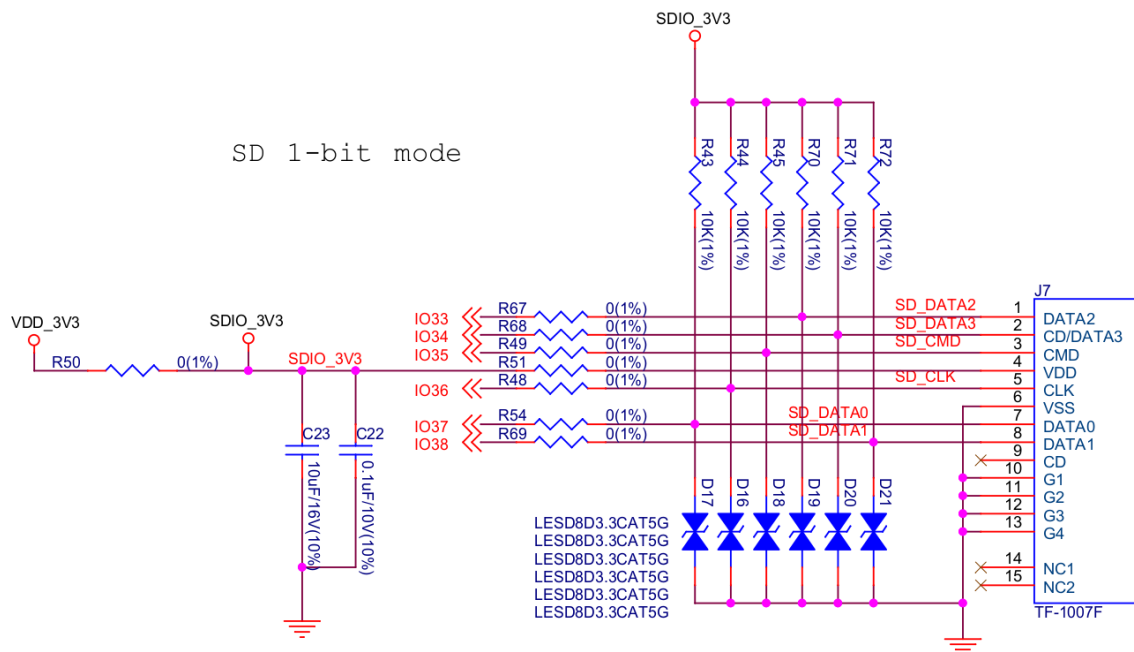 SDIO_3V3
SD 1-bit mode
R43
R44
R45
R70
R71
R72
10K(1%)
10K(1%)
10K(1%)
10K(1%)
10K(1%)
10K(1%)
J7
VDD_3V3
SDIO_3V3
R50
0(1%)
SDIO_3V3
IO33
R67
0(1%)
SD_DATA2
1
DATA2
IO34
R68
0(1%)
SD_DATA3
2
CD/DATA3
IO35
R49
0(1%)
SD_CMD
3
CMD
R51
0(1%)
4
VDD
IO36
R48
0(1%)
SD_CLK
5
CLK
6
VSS
IO37
R54
0(1%)
SD_DATA0
7
DATA0
IO38
R69
0(1%)
SD_DATA1
8
DATA1
9
CD
10
G1
11
G2
12
G3
13
G4
14
NC1
15
NC2
TF-1007F
C23
10uF/16V(10%)
C22
0.1uF/10V(10%)
D17
D16
D18
D19
D20
D21
LESD8D3.3CAT5G
LESD8D3.3CAT5G
LESD8D3.3CAT5G
LESD8D3.3CAT5G
LESD8D3.3CAT5G
LESD8D3.3CAT5G